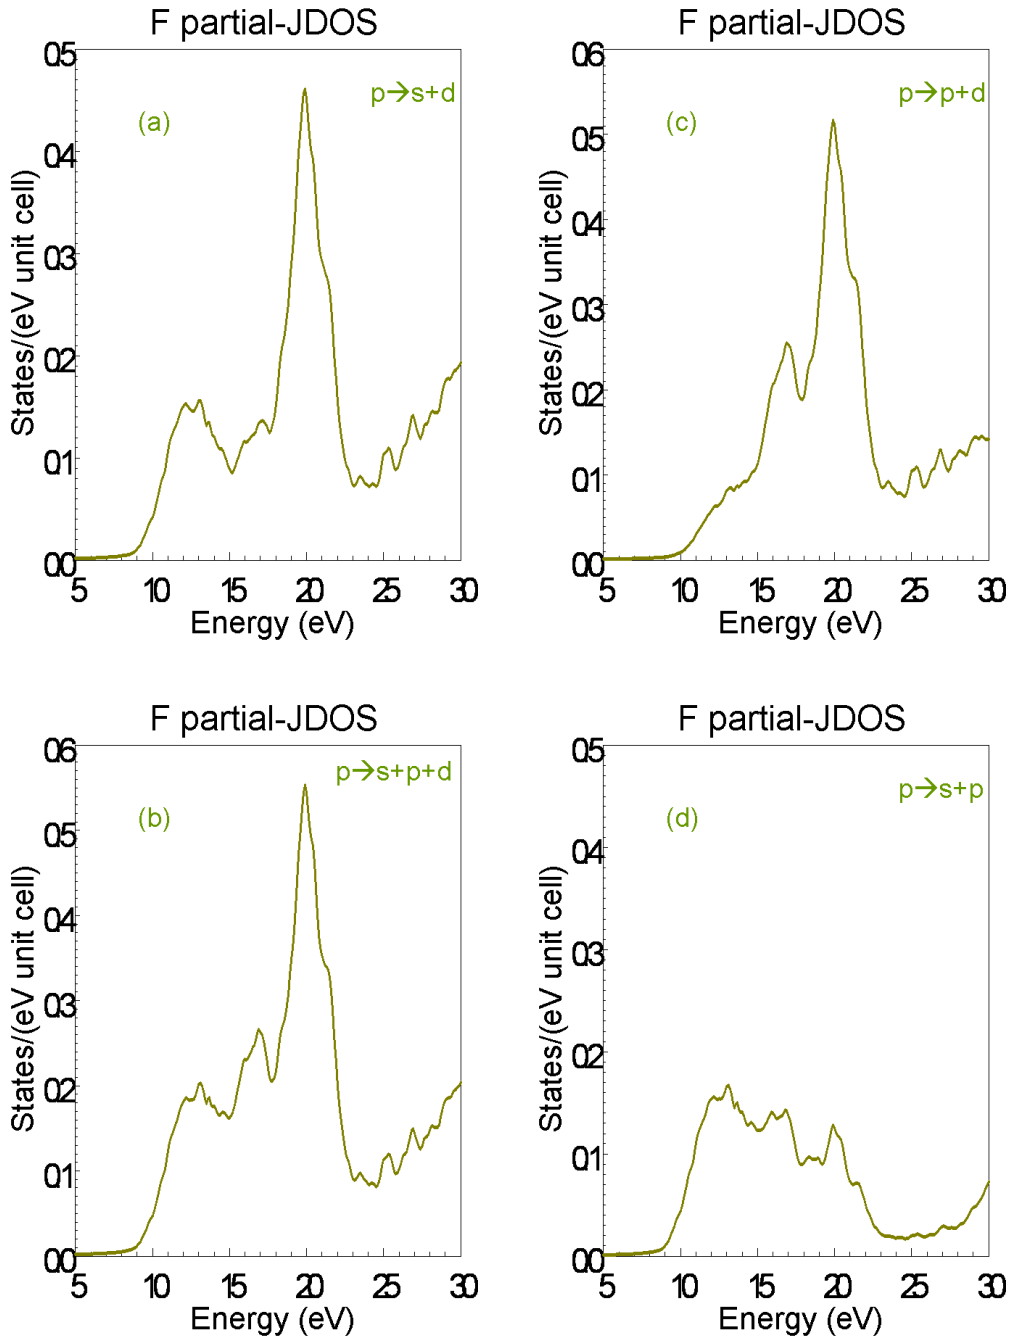 F partial-JDOS
p→s+d
(a)
States/(eV unit cell)
0.5
0.4
0.3
0.2
0.1
0.0
5 10 15 20 25 30
Energy (eV)
F partial-JDOS
p→p+d
(c)
States/(eV unit cell)
0.6
0.5
0.4
0.3
0.2
0.1
0.0
5 10 15 20 25 30
Energy (eV)
F partial-JDOS
p→s+p+d
(b)
States/(eV unit cell)
0.6
0.5
0.4
0.3
0.2
0.1
0.0
5 10 15 20 25 30
Energy (eV)
F partial-JDOS
p→s+p
(d)
States/(eV unit cell)
0.5
0.4
0.3
0.2
0.1
0.0
5 10 15 20 25 30
Energy (eV)